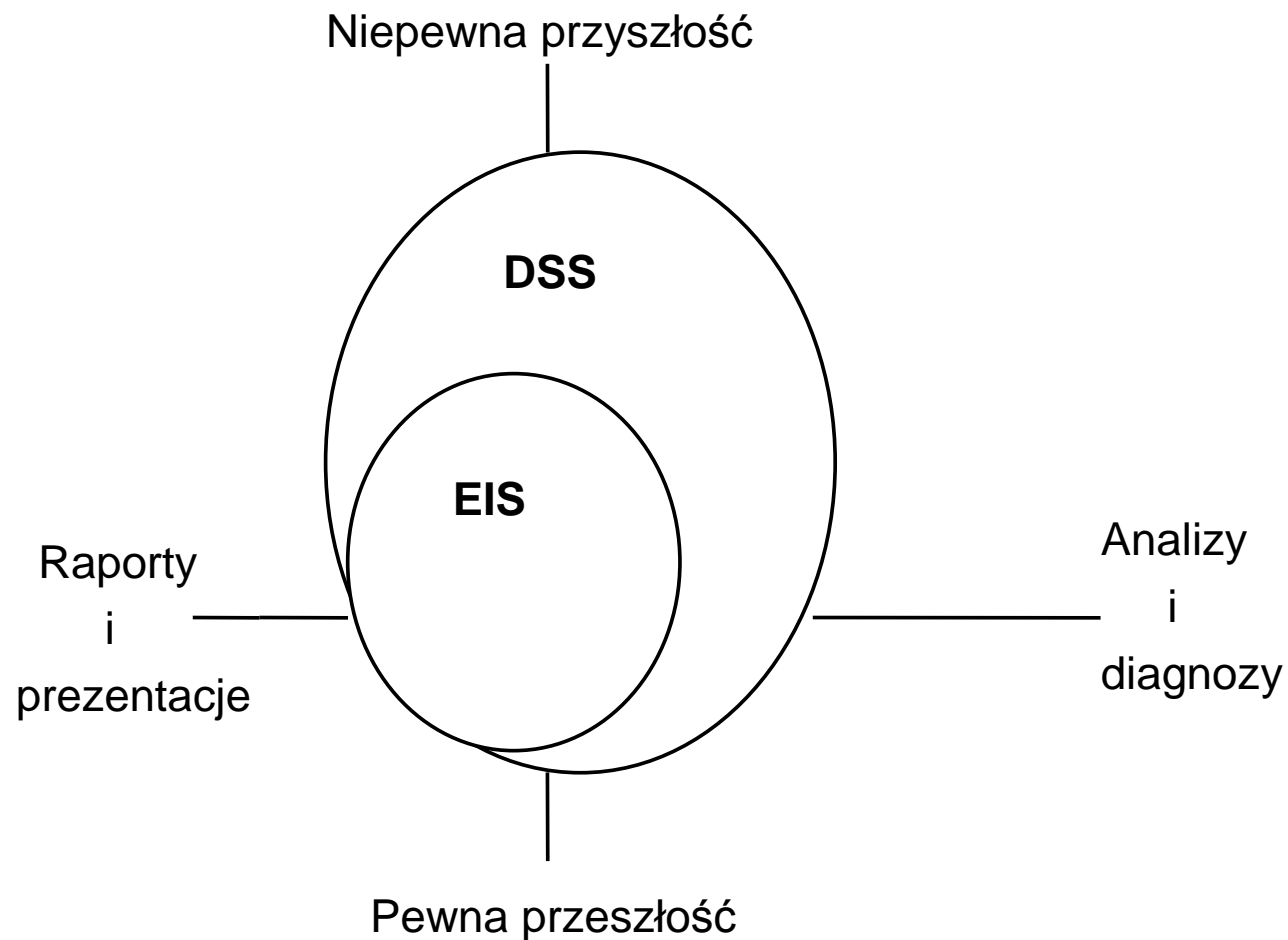 Niepewna przyszłość
DSS
EIS
Raporty
i
prezentacje
Analizy
i
diagnozy
Pewna przeszłość